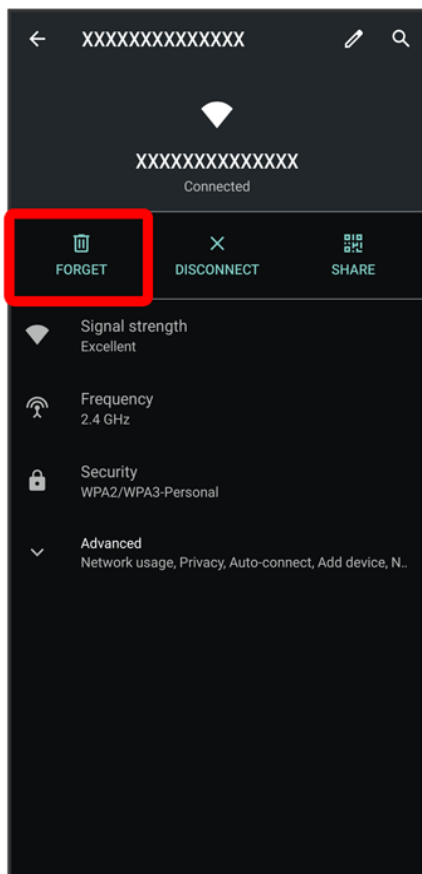 XXXXXXXXXXXXXX
XXXXXXXXXXXXXX
Connected
FORGET DISCONNECT SHARE
Signal strength
Excellent
Frequency
2.4 GHz
Security
WPA2/WPA3-Personal
Advanced
Network usage, Privacy, Auto-connect, Add device, N..